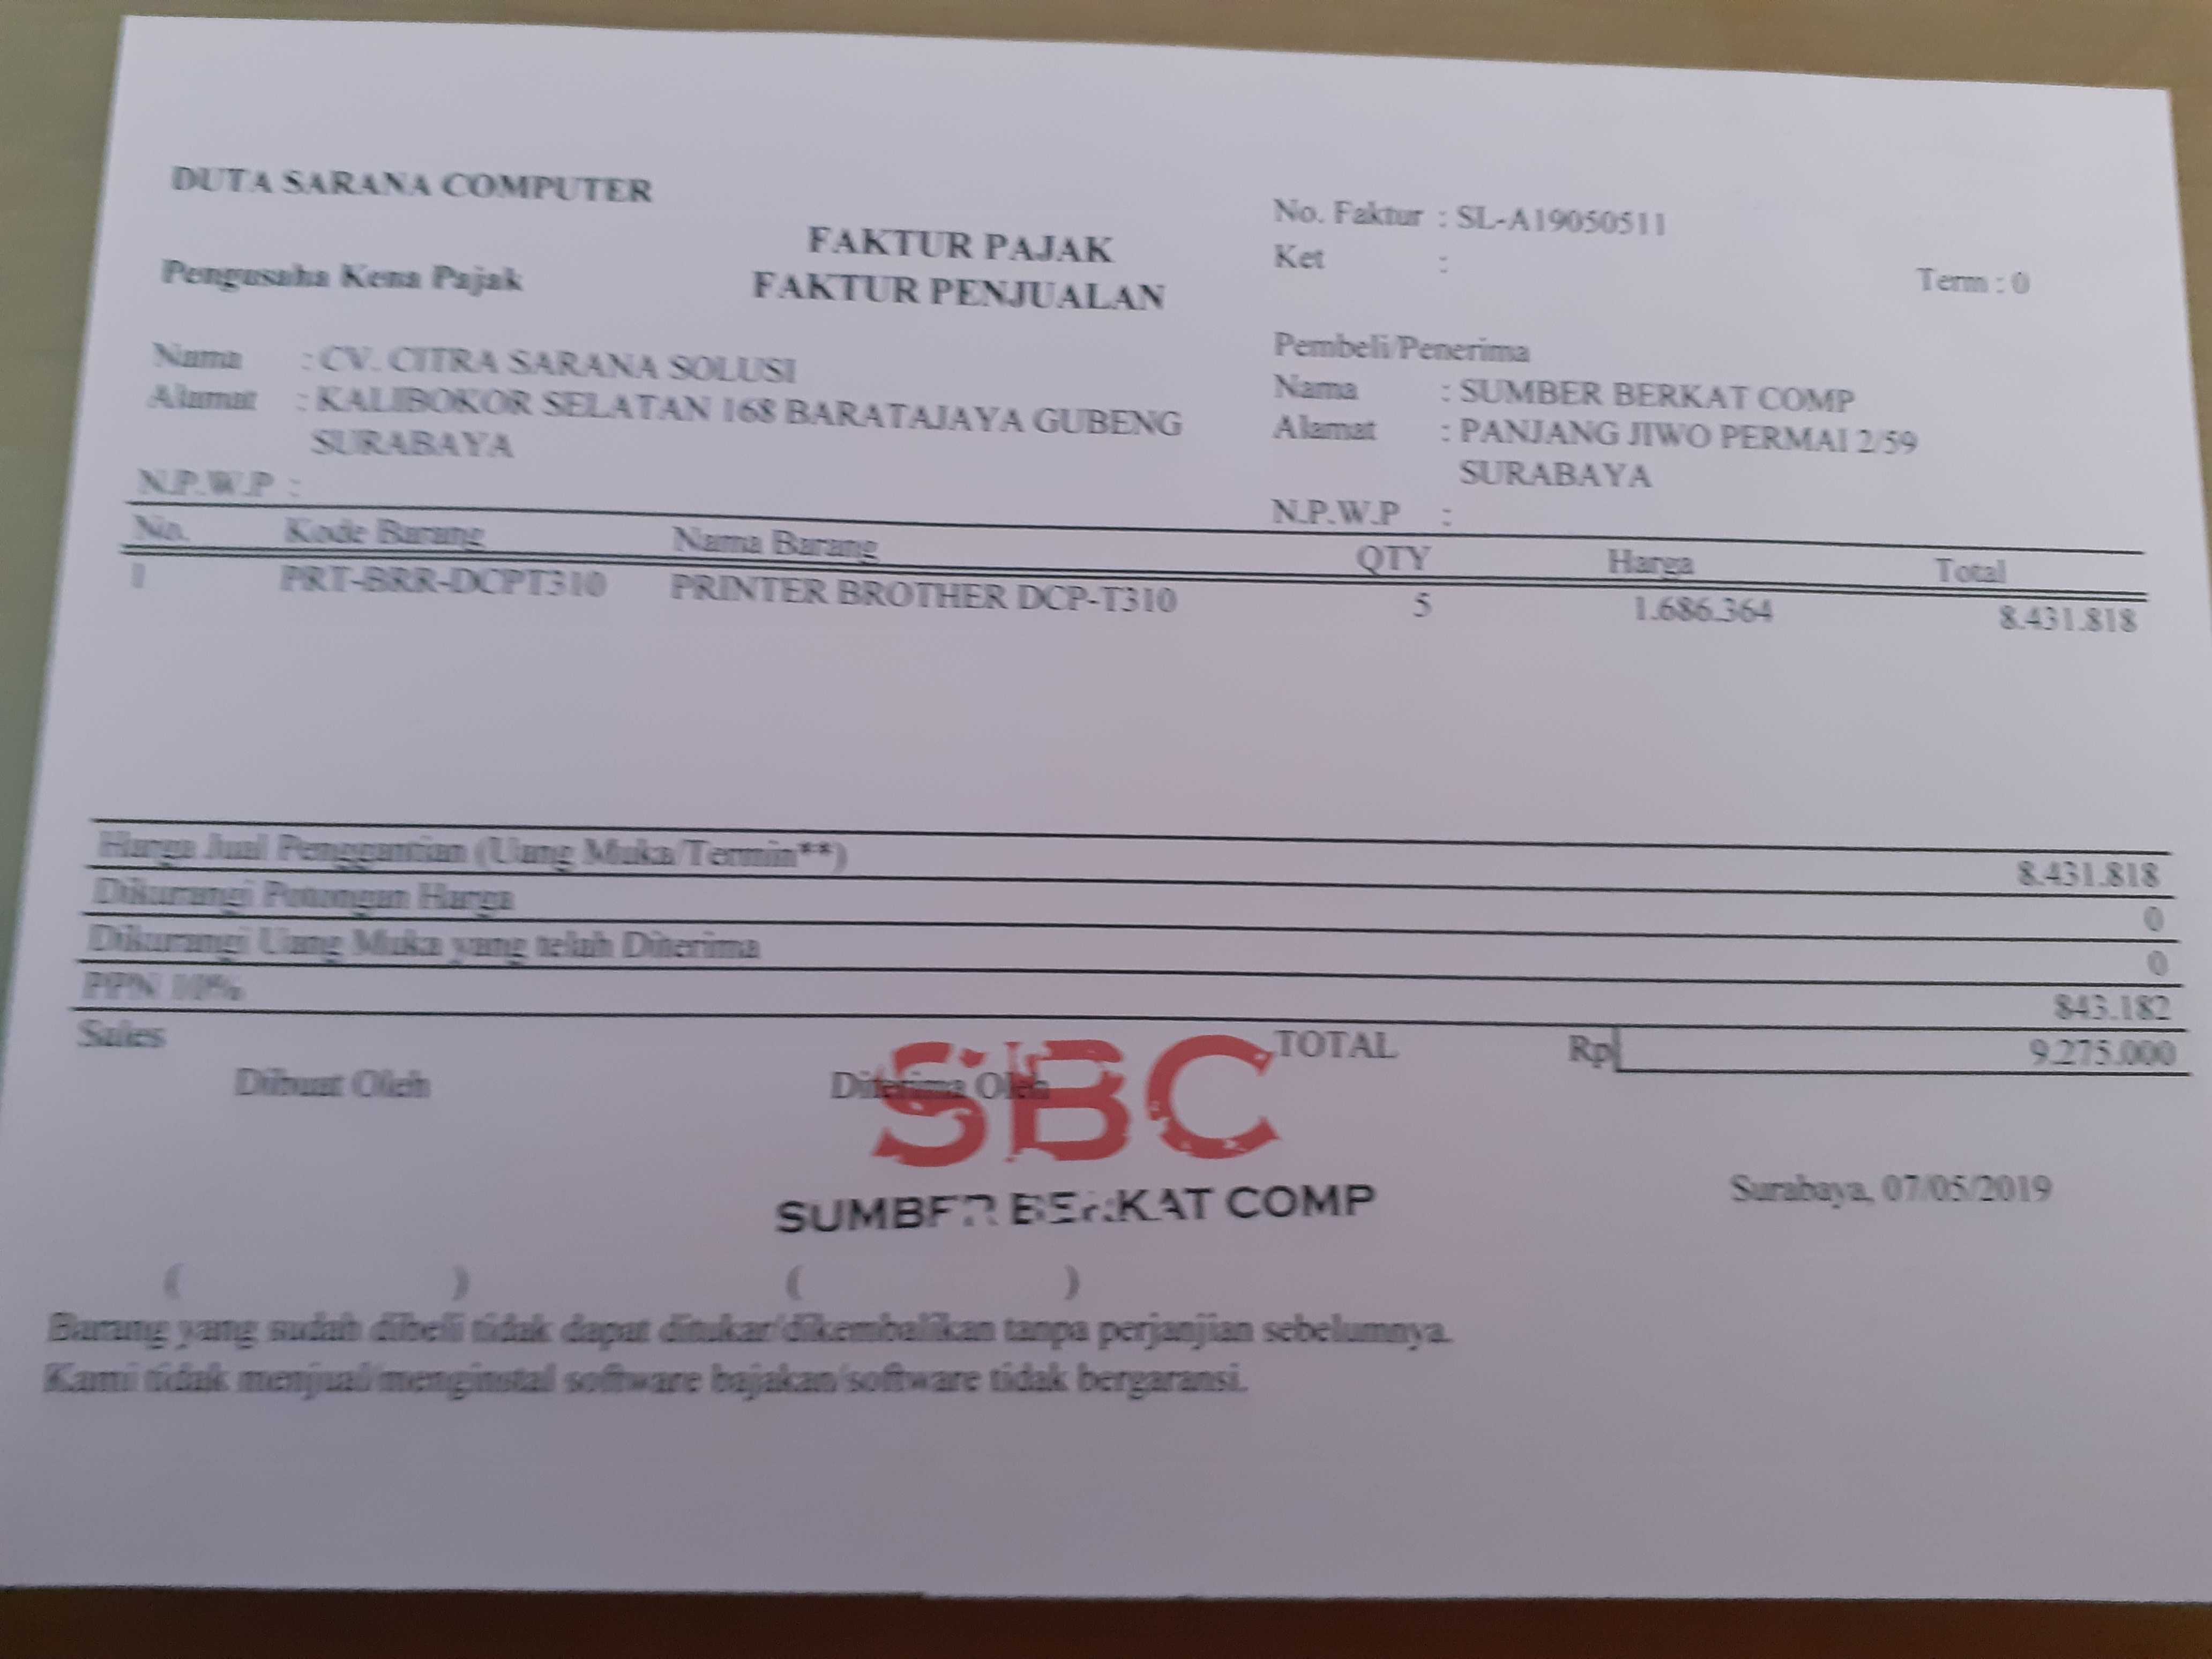 DUTA SARANA COMPUTER
FAKTUR PAJAK
FAKTUR PENJUALAN
Pengusaha Kena Pajak
No. Faktur : SL-A19050511
Ket :
Term : 0
Nama : CV. CITRA SARANA SOLUSI
Alamat : KALIBOKOR SELATAN 168 BARATAJAYA GUBENG
SURABAYA
N.P.W.P :
Pembeli/Penerima
Nama : SUMBER BERKAT COMP
Alamat : PANJANG JIWO PERMAI 2/59
SURABAYA
N.P.W.P :
No. Kode Barang Nama Barang QTY Harga Total
1 PRT-BRR-DCPT310 PRINTER BROTHER DCP-T310 5 1.686.364 8.431.818
Harga Jual Penggantian (Uang Muka/Termin**) 8.431.818
Dikurangi Potongan Harga 0
Dikurangi Uang Muka yang telah Diterima 0
PPN 10% 843.182
Sales TOTAL Rp 9.275.000
Dibuat Oleh Diterima Oleh
SBC
SUMBER BERKAT COMP
Surabaya, 07/05/2019
( ) ( )
Barang yang sudah dibeli tidak dapat ditukar/dikembalikan tanpa perjanjian sebelumnya.
Kami tidak menjual/menginstal software bajakan/software tidak bergaransi.